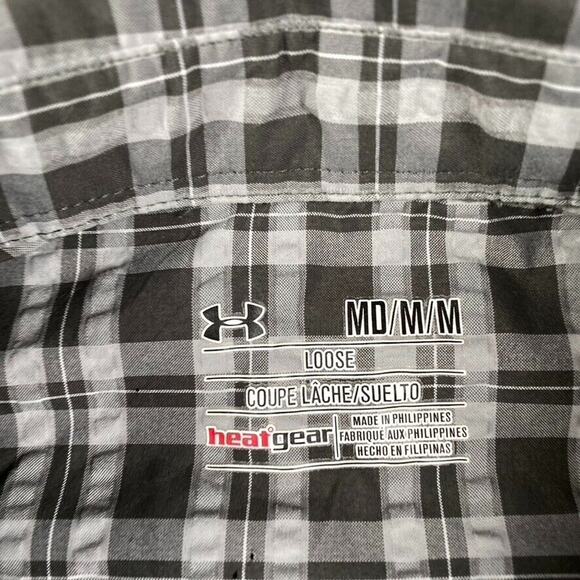 MD/M/M
LOOSE
COUPE LÂCHE/SUELTO
heatgear
MADE IN PHILIPPINES
FABRIQUÉ AUX PHILIPPINES
HECHO EN FILIPINAS